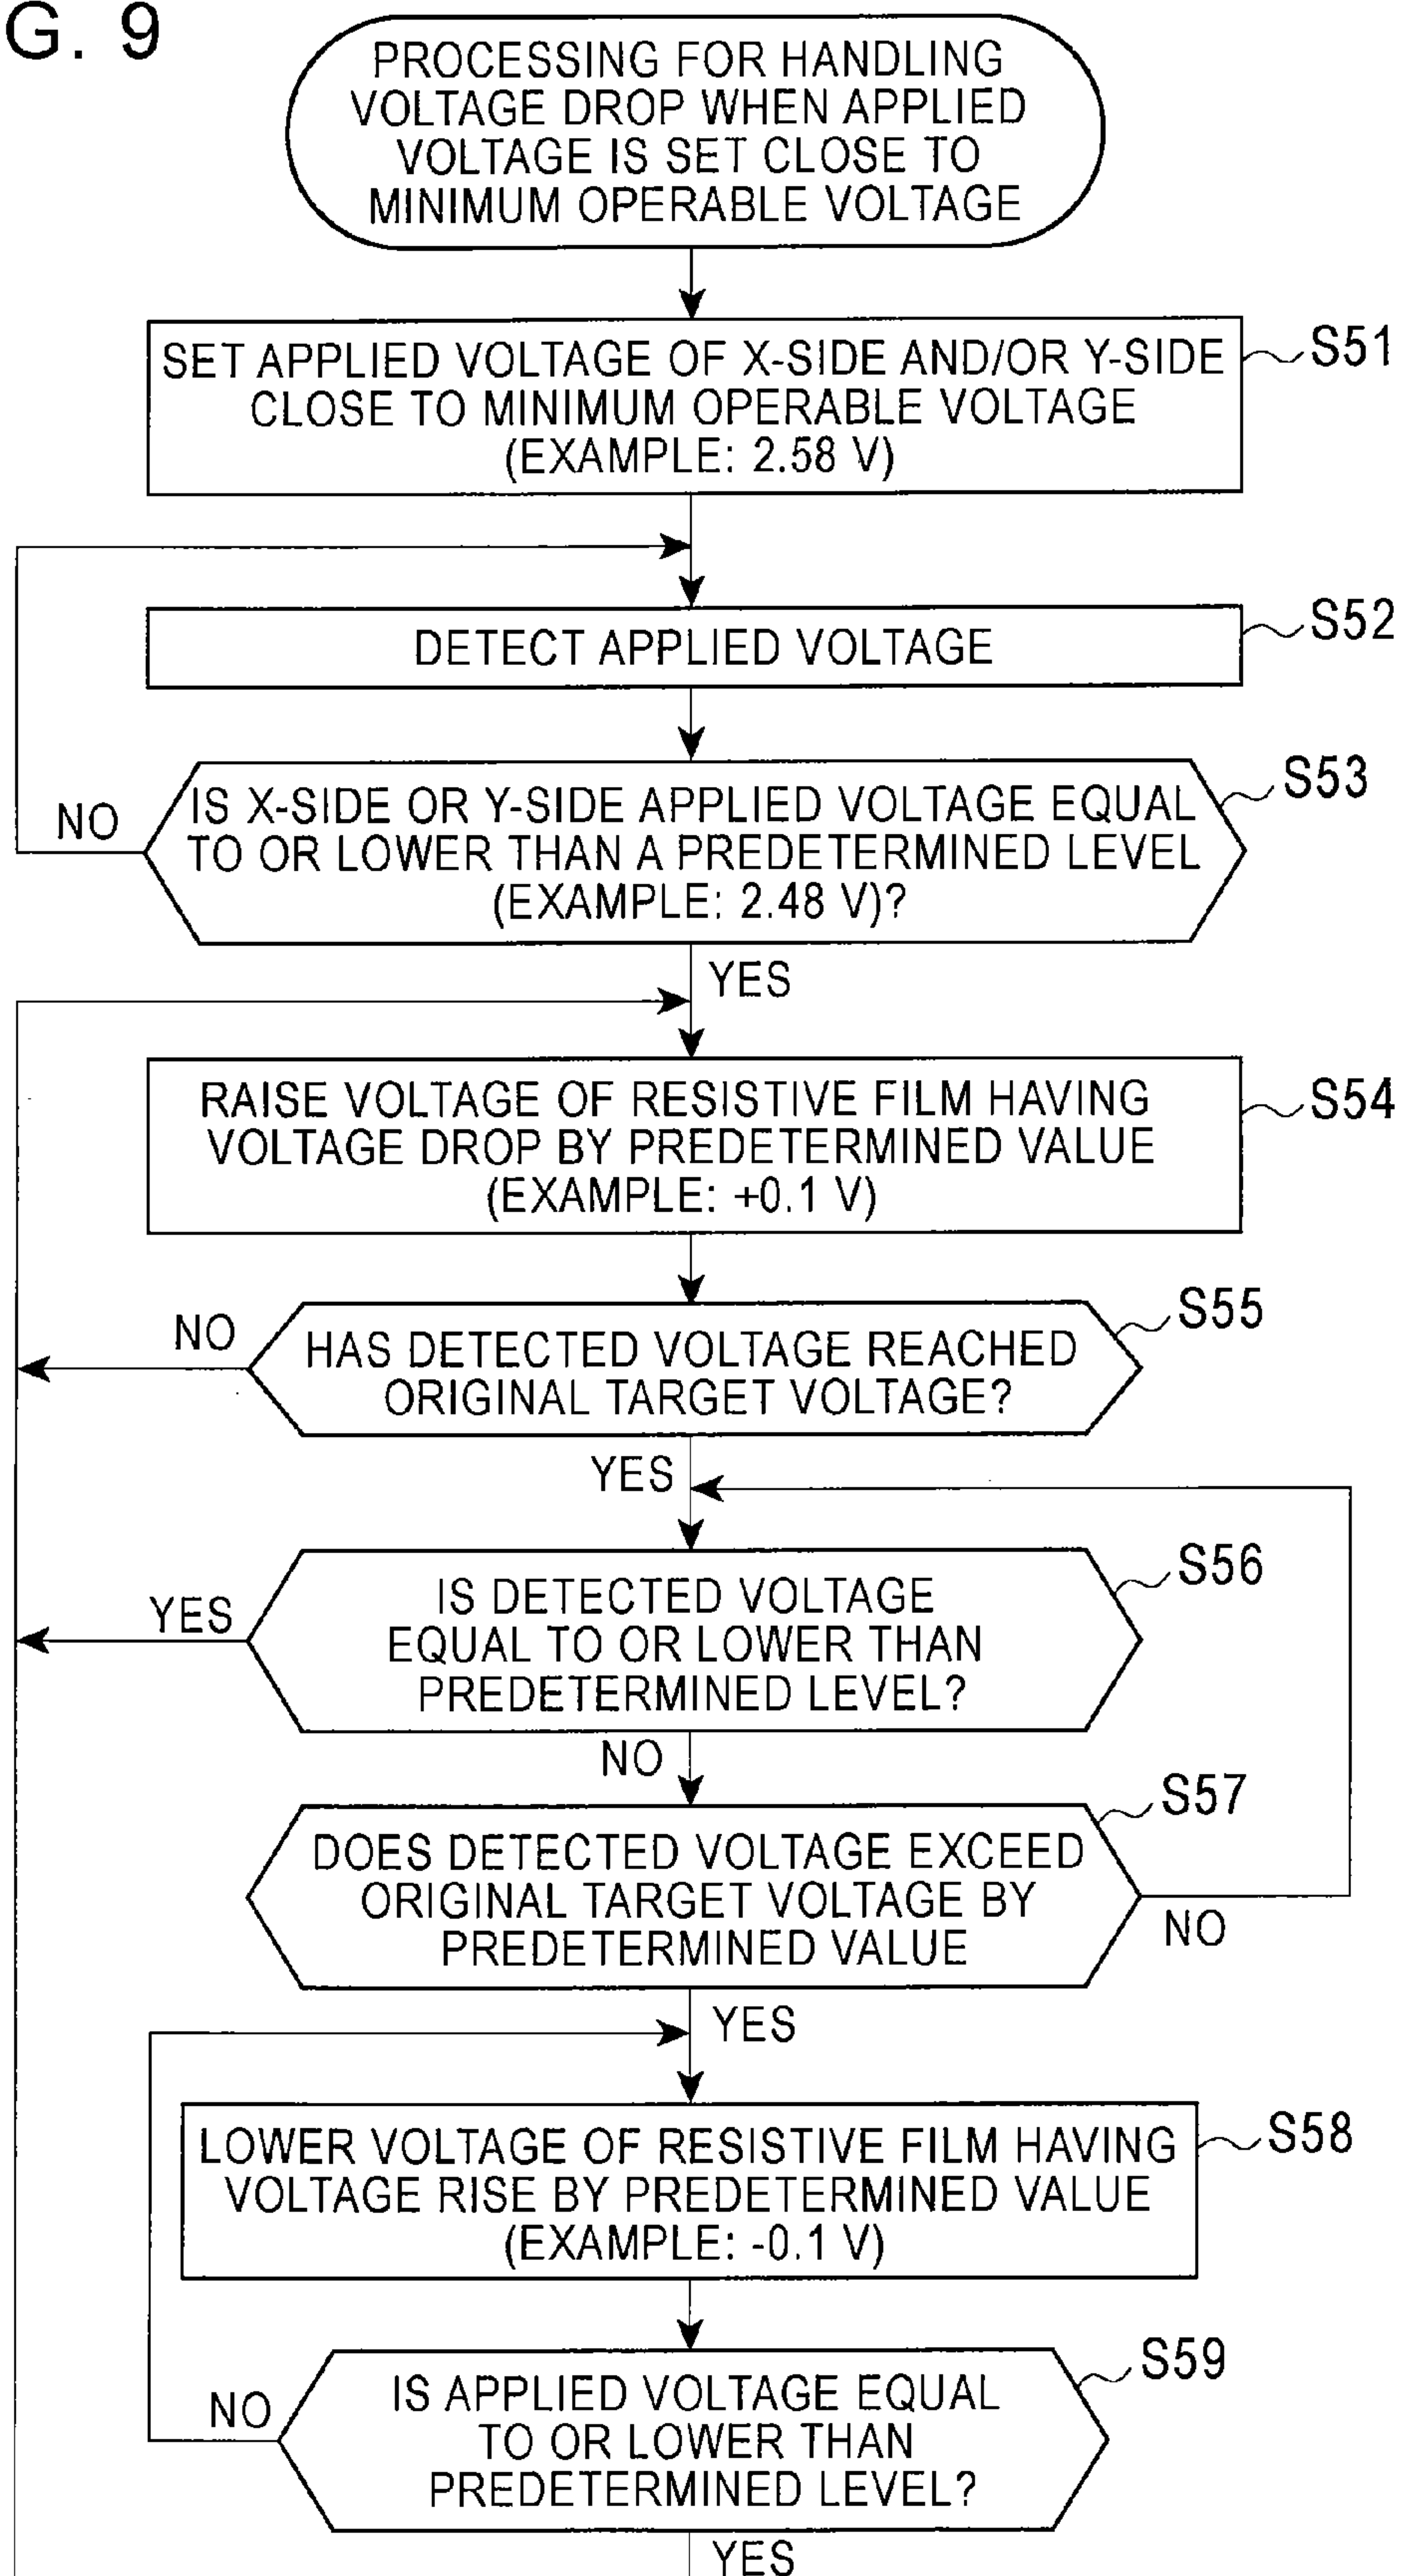 G. 9
PROCESSING FOR HANDLING
VOLTAGE DROP WHEN APPLIED
VOLTAGE IS SET CLOSE TO
MINIMUM OPERABLE VOLTAGE
SET APPLIED VOLTAGE OF X-SIDE AND/OR Y-SIDE
CLOSE TO MINIMUM OPERABLE VOLTAGE
(EXAMPLE: 2.58 V)
S51
DETECT APPLIED VOLTAGE
S52
IS X-SIDE OR Y-SIDE APPLIED VOLTAGE EQUAL
TO OR LOWER THAN A PREDETERMINED LEVEL
(EXAMPLE: 2.48 V)?
S53
NO
YES
RAISE VOLTAGE OF RESISTIVE FILM HAVING
VOLTAGE DROP BY PREDETERMINED VALUE
(EXAMPLE: +0.1 V)
S54
HAS DETECTED VOLTAGE REACHED
ORIGINAL TARGET VOLTAGE?
S55
NO
YES
IS DETECTED VOLTAGE
EQUAL TO OR LOWER THAN
PREDETERMINED LEVEL?
S56
YES
NO
DOES DETECTED VOLTAGE EXCEED
ORIGINAL TARGET VOLTAGE BY
PREDETERMINED VALUE
S57
NO
YES
LOWER VOLTAGE OF RESISTIVE FILM HAVING
VOLTAGE RISE BY PREDETERMINED VALUE
(EXAMPLE: -0.1 V)
S58
IS APPLIED VOLTAGE EQUAL
TO OR LOWER THAN
PREDETERMINED LEVEL?
S59
NO
YES